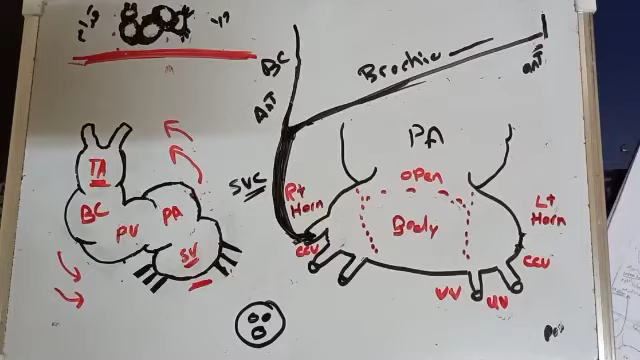 BC
AnT
Brachio
anT
SVC
TA
BC
PV
PA
SV
PA
open
Body
Rt
Horn
Lt
Horn
CCV
CCV
VV
UV
Pos